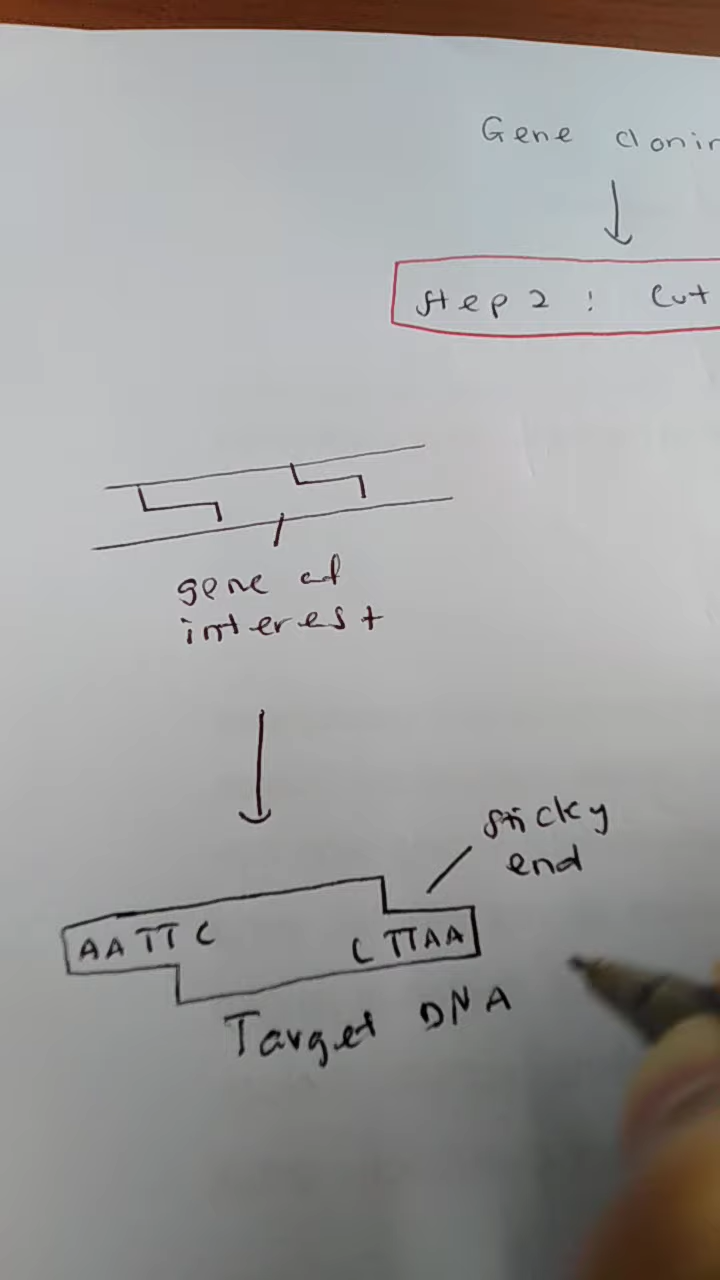 Gene clonin
Step 2 : Cut
gene of
interest
sticky
end
AATTC
CTTAA
Target DNA